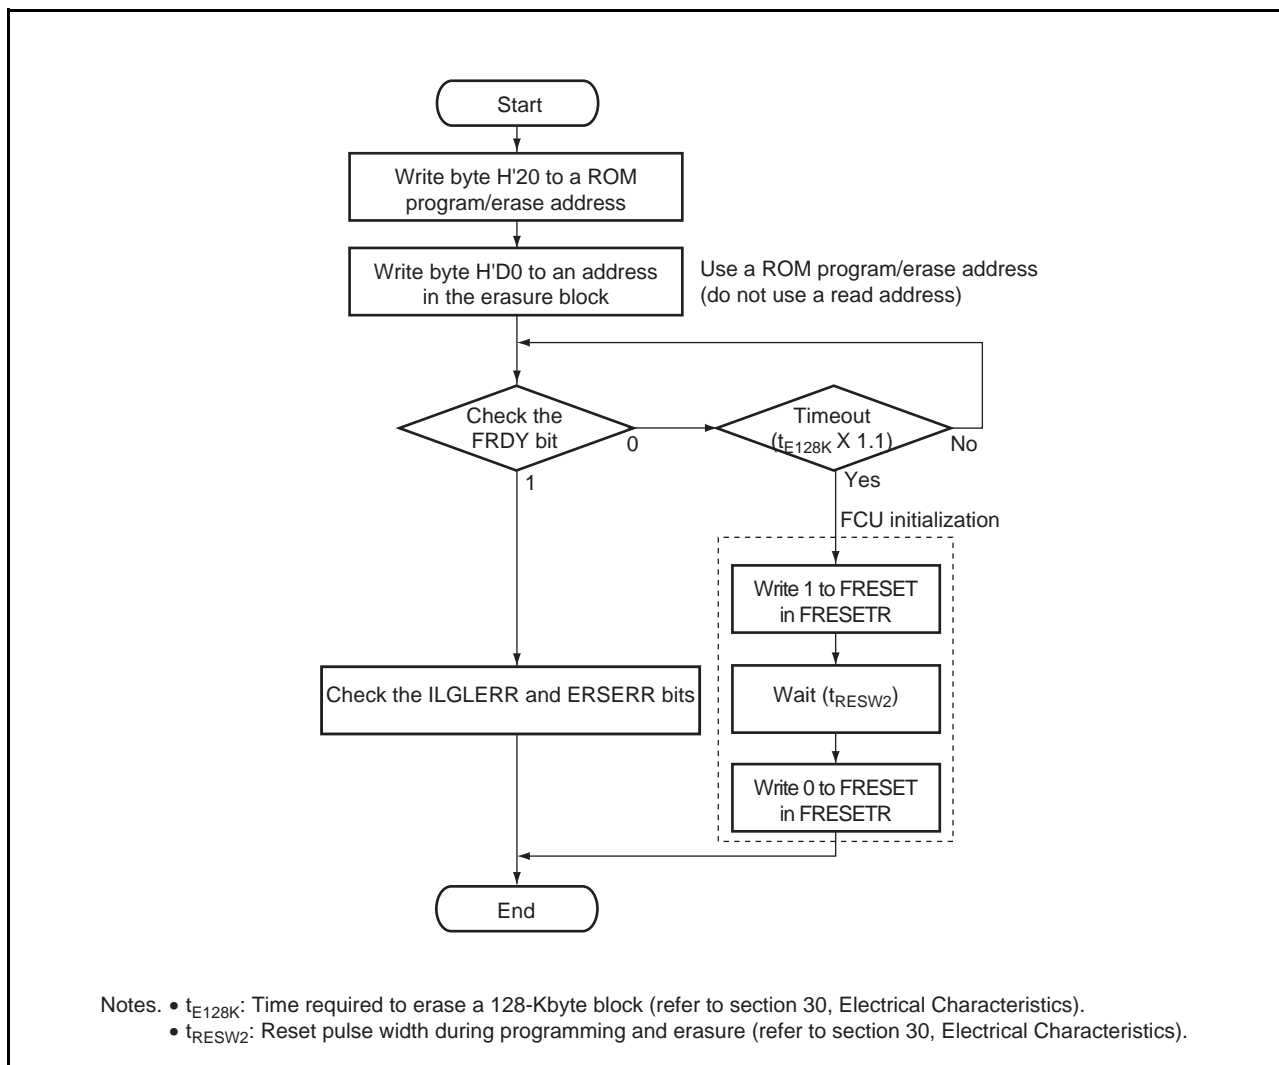 Start
Write byte H'20 to a ROM
program/erase address
Write byte H'D0 to an address
in the erasure block
Use a ROM program/erase address
(do not use a read address)
Check the
FRDY bit
0
1
Timeout
(tE128K X 1.1)
No
Yes
FCU initialization
Write 1 to FRESET
in FRESETR
Wait (tRESW2)
Write 0 to FRESET
in FRESETR
Check the ILGLERR and ERSERR bits
End
Notes. • tE128K: Time required to erase a 128-Kbyte block (refer to section 30, Electrical Characteristics).
• tRESW2: Reset pulse width during programming and erasure (refer to section 30, Electrical Characteristics).